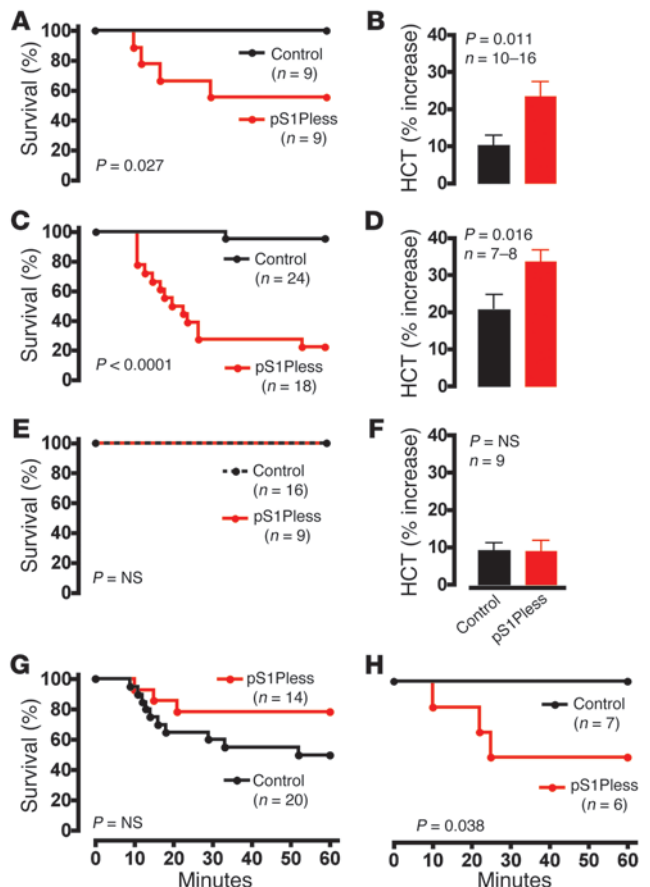 A
Survival (%)
100
80
60
40
20
0
Control
(n = 9)
pS1Pless
(n = 9)
P = 0.027
B
HCT (% increase)
40
30
20
10
0
P = 0.011
n = 10–16
C
Survival (%)
100
80
60
40
20
0
Control
(n = 24)
P < 0.0001
pS1Pless
(n = 18)
D
HCT (% increase)
40
30
20
10
0
P = 0.016
n = 7–8
E
Survival (%)
100
80
60
40
20
0
Control
(n = 16)
pS1Pless
(n = 9)
P = NS
F
HCT (% increase)
40
30
20
10
0
P = NS
n = 9
Control
pS1Pless
G
Survival (%)
100
80
60
40
20
0
pS1Pless
(n = 14)
Control
(n = 20)
P = NS
0 10 20 30 40 50 60
Minutes
H
Control
(n = 7)
pS1Pless
(n = 6)
P = 0.038
0 10 20 30 40 50 60
Minutes